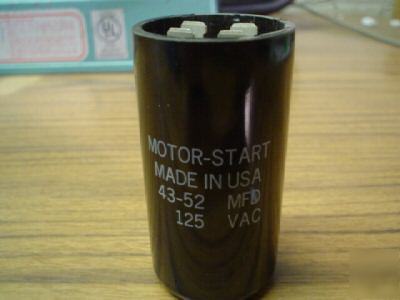 MOTOR-START
MADE IN USA
43-52 MFD
125 VAC